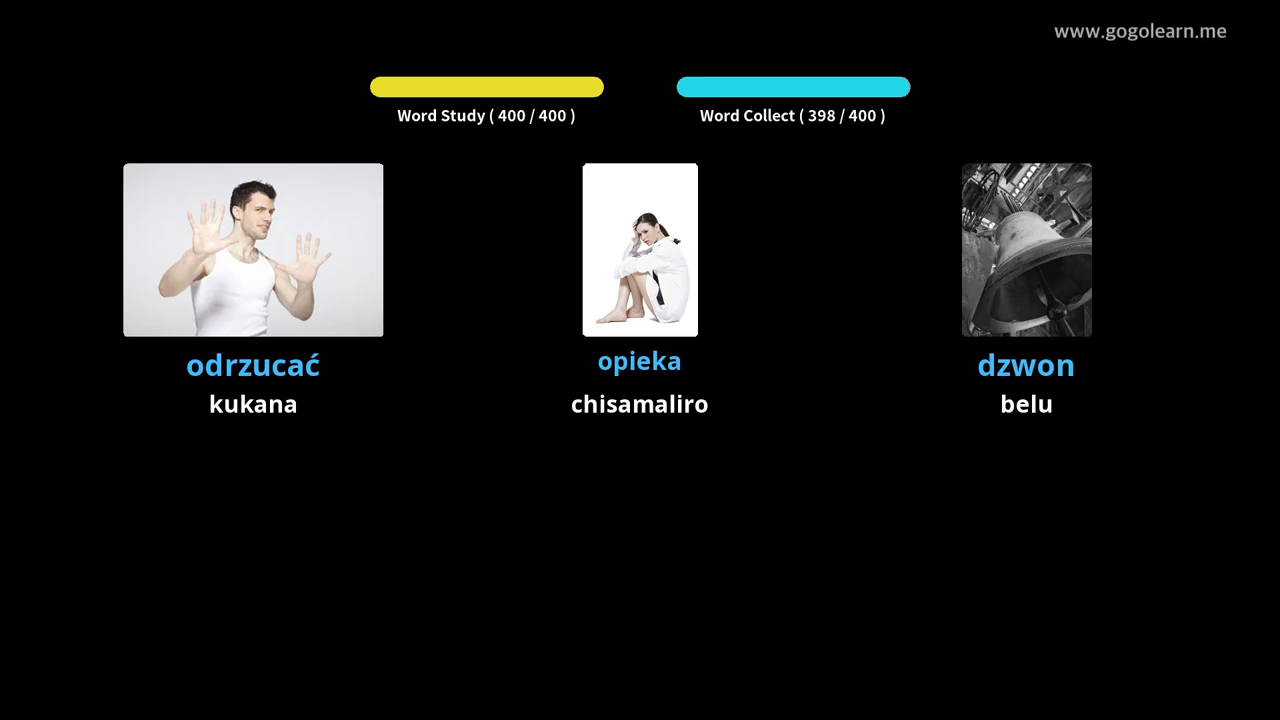 www.gogolearn.me
Word Study ( 400 / 400 )
Word Collect ( 398 / 400 )
odrzucać
opieka
dzwon
kukana
chisamaliro
belu